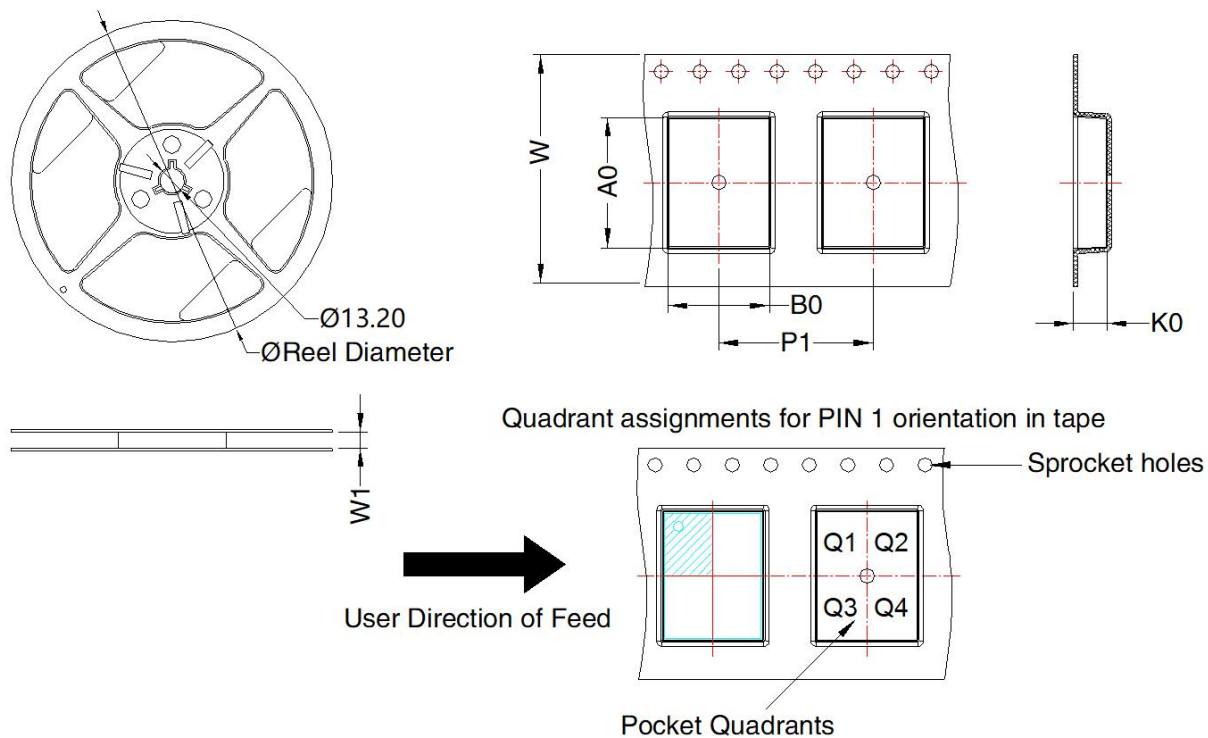 W
A0
B0
P1
K0
Ø13.20
ØReel Diameter
W1
Quadrant assignments for PIN 1 orientation in tape
Sprocket holes
Q1 Q2
Q3 Q4
User Direction of Feed
Pocket Quadrants